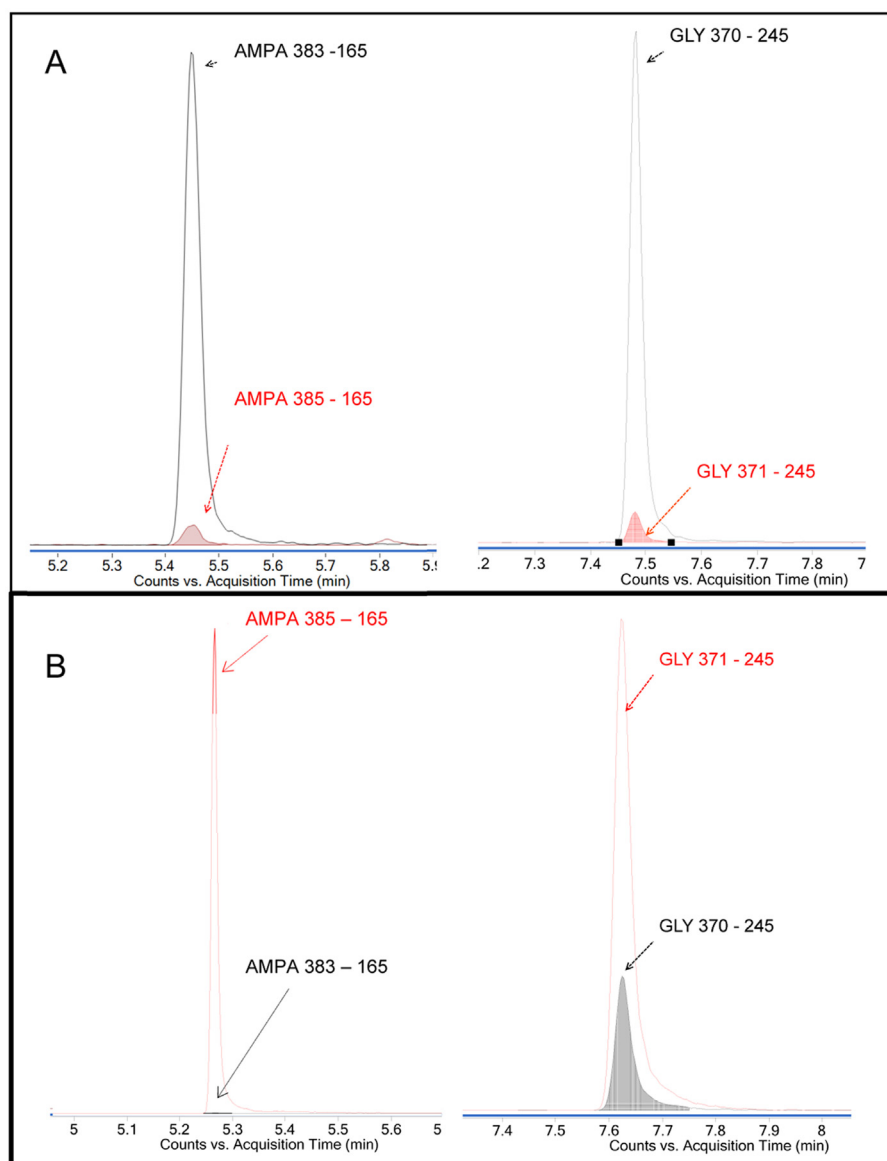 A
AMPA 383 -165
GLY 370 - 245
AMPA 385 - 165
GLY 371 - 245
5.2 5.3 5.4 5.5 5.6 5.7 5.8 5.9
Counts vs. Acquisition Time (min)
.2 7.3 7.4 7.5 7.6 7.7 7.8 7
Counts vs. Acquisition Time (min)
B
AMPA 385 – 165
GLY 371 - 245
AMPA 383 – 165
GLY 370 - 245
5 5.1 5.2 5.3 5.4 5.5 5.6 5
Counts vs. Acquisition Time (min)
7.4 7.5 7.6 7.7 7.8 7.9 8
Counts vs. Acquisition Time (min)